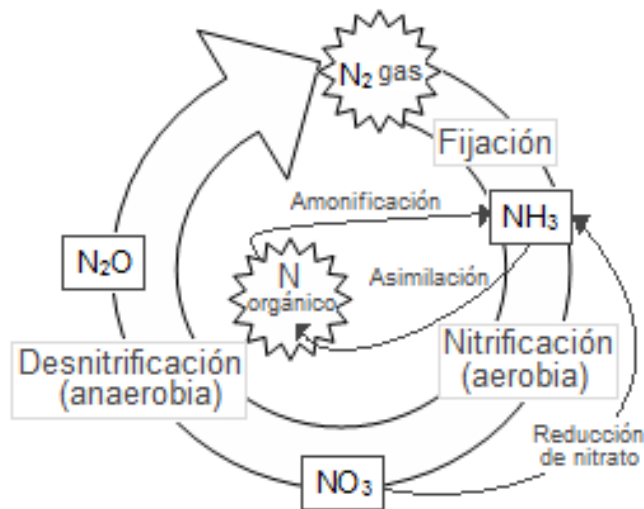 N₂ gas
Fijación
Amonificación
NH₃
N₂O
N
orgánico
Asimilación
Desnitrificación
(anaerobia)
Nitrificación
(aerobia)
Reducción
de nitrato
NO₃